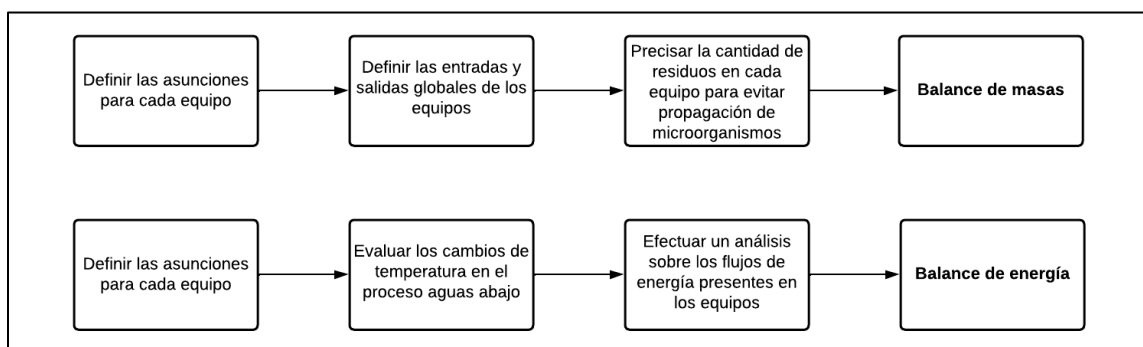 Definir las asunciones
para cada equipo
Definir las entradas y
salidas globales de los
equipos
Precisar la cantidad de
residuos en cada
equipo para evitar
propagación de
microorganismos
Balance de masas
Definir las asunciones
para cada equipo
Evaluar los cambios de
temperatura en el
proceso aguas abajo
Efectuar un análisis
sobre los flujos de
energía presentes en
los equipos
Balance de energía